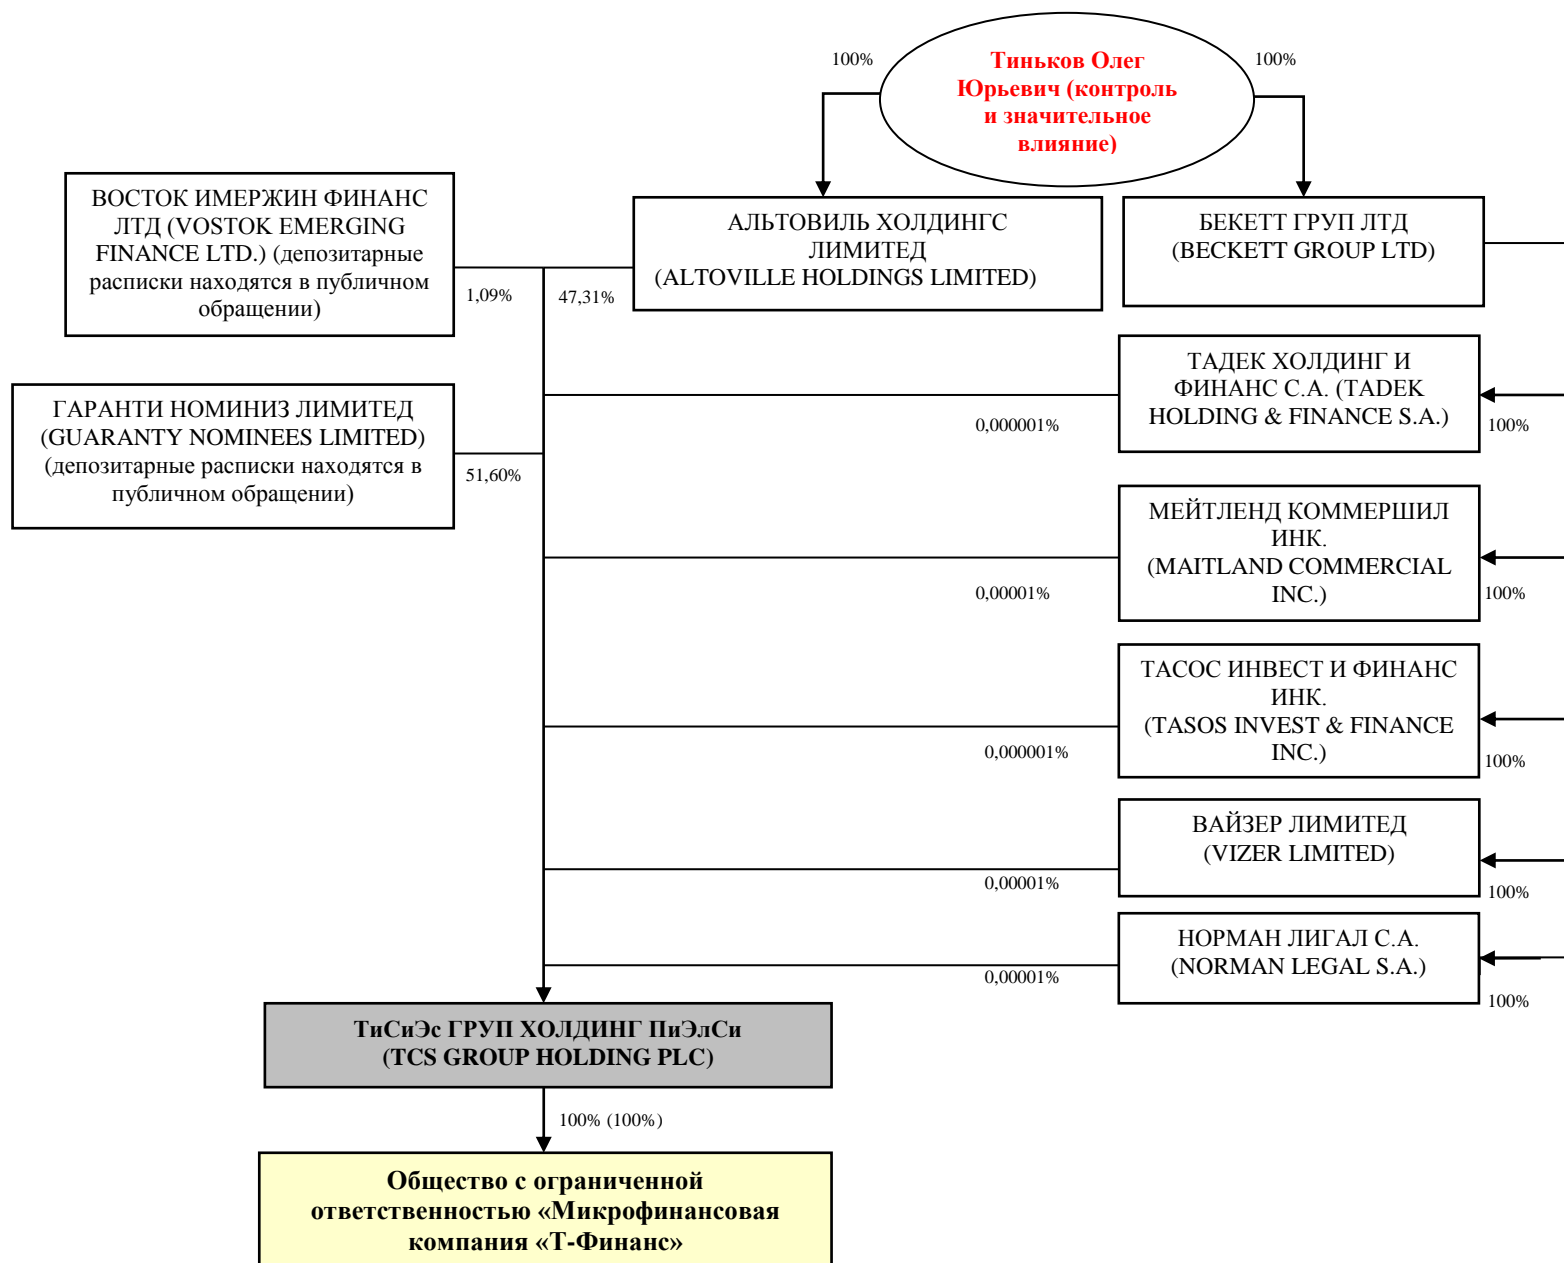 100%
Тиньков Олег
Юрьевич (контроль
и значительное
влияние)
100%
ВОСТОК ИМЕРЖИН ФИНАНС
ЛТД (VOSTOK EMERGING
FINANCE LTD.) (депозитарные
расписки находятся в публичном
обращении)
1,09%
47,31%
АЛЬТОВИЛЬ ХОЛДИНГС
ЛИМИТЕД
(ALTOVILLE HOLDINGS LIMITED)
БЕКЕТТ ГРУП ЛТД
(BECKETT GROUP LTD)
ГАРАНТИ НОМИНИЗ ЛИМИТЕД
(GUARANTY NOMINEES LIMITED)
(депозитарные расписки находятся в
публичном обращении)
51,60%
0,000001%
ТАДЕК ХОЛДИНГ И
ФИНАНС С.А. (TADEK
HOLDING & FINANCE S.A.)
100%
0,00001%
МЕЙТЛЕНД КОММЕРШИЛ
ИНК.
(MAITLAND COMMERCIAL
INC.)
100%
0,000001%
ТАСОС ИНВЕСТ И ФИНАНС
ИНК.
(TASOS INVEST & FINANCE
INC.)
100%
0,00001%
ВАЙЗЕР ЛИМИТЕД
(VIZER LIMITED)
100%
0,00001%
НОРМАН ЛИГАЛ С.А.
(NORMAN LEGAL S.A.)
100%
ТиСиЭс ГРУП ХОЛДИНГ ПиЭлСи
(TCS GROUP HOLDING PLC)
100% (100%)
Общество с ограниченной
ответственностью «Микрофинансовая
компания «Т-Финанс»